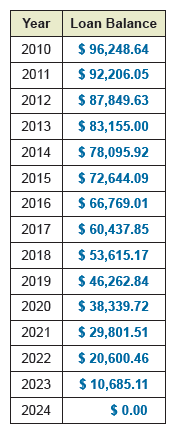 Year Loan Balance
2010 $ 96,248.64
2011 $ 92,206.05
2012 $ 87,849.63
2013 $ 83,155.00
2014 $ 78,095.92
2015 $ 72,644.09
2016 $ 66,769.01
2017 $ 60,437.85
2018 $ 53,615.17
2019 $ 46,262.84
2020 $ 38,339.72
2021 $ 29,801.51
2022 $ 20,600.46
2023 $ 10,685.11
2024 $ 0.00